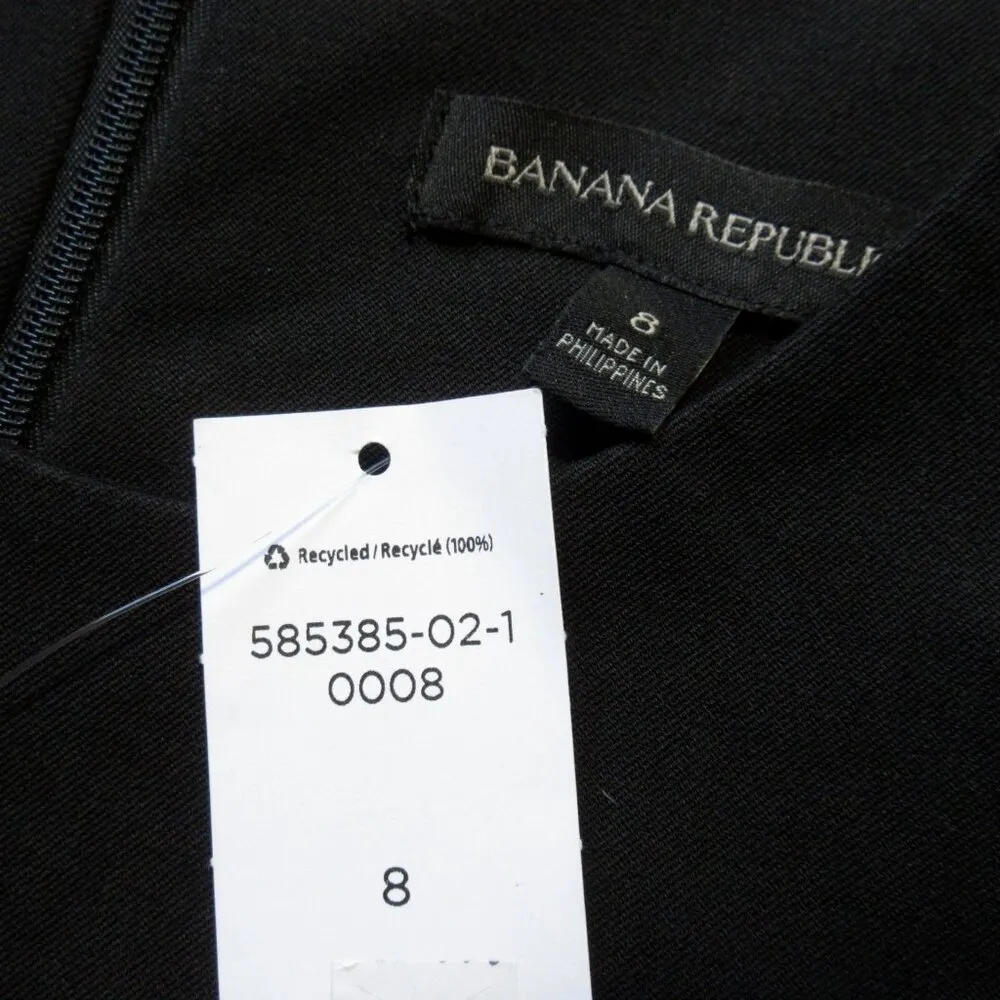 BANANA REPUBLI
8
MADE IN
PHILIPPINES
Recycled / Recyclé (100%)
585385-02-1
0008
8